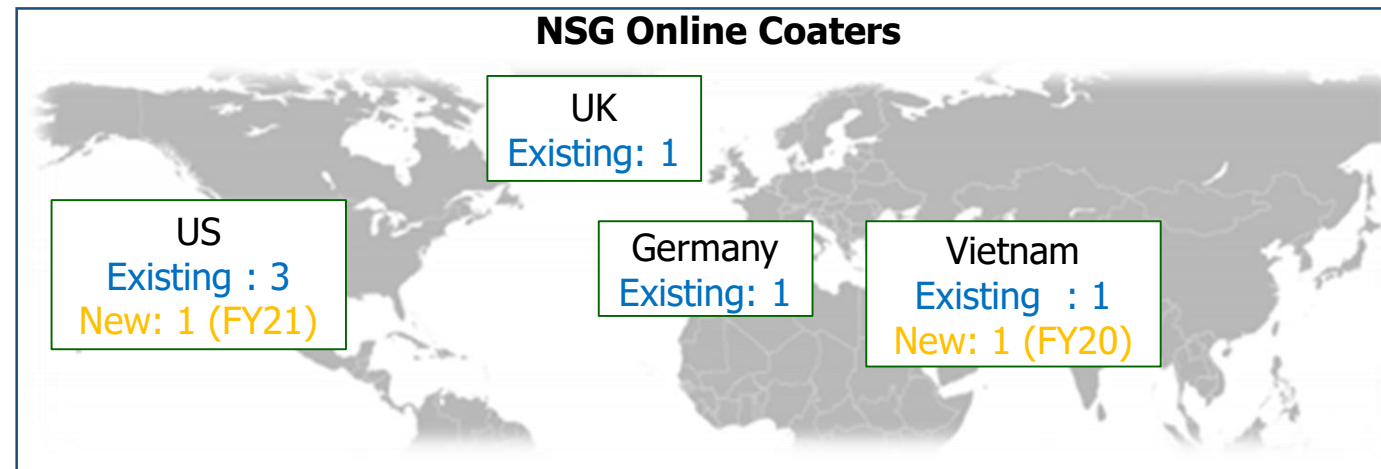 NSG Online Coaters
UK
Existing: 1
US
Existing : 3
New: 1 (FY21)
Germany
Existing: 1
Vietnam
Existing : 1
New: 1 (FY20)